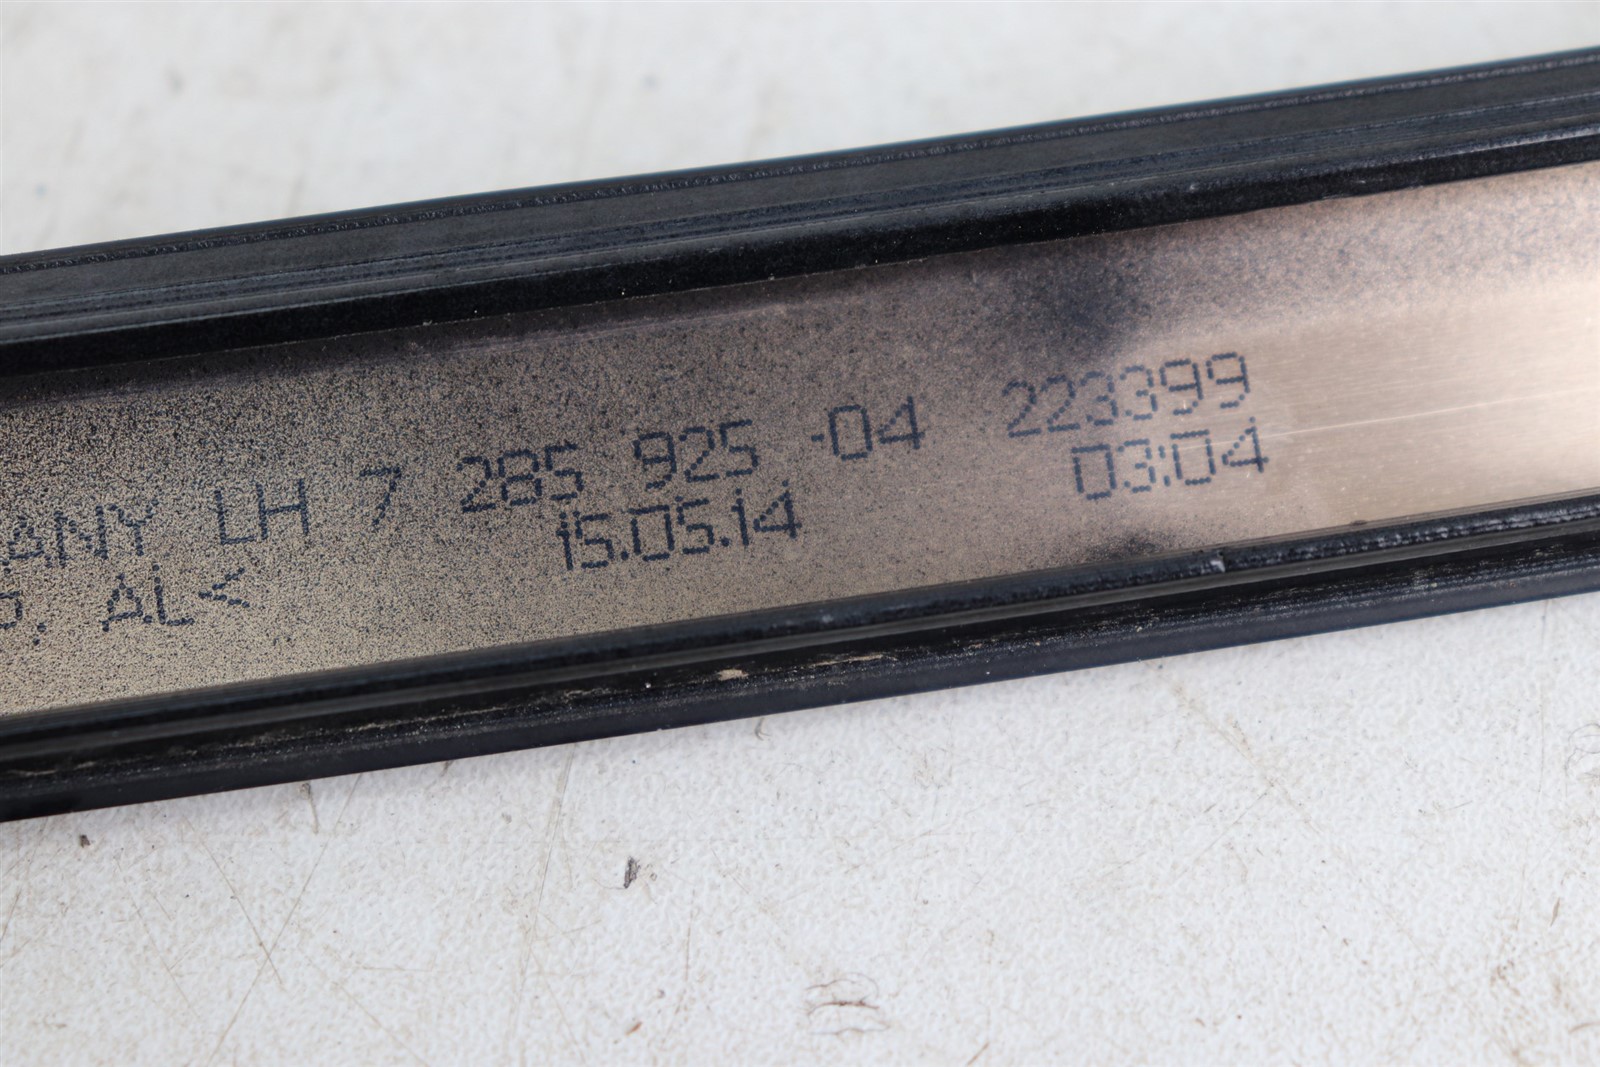 ANY LH 7 285 925 -04 223399
AL< 15.05.14 03:04